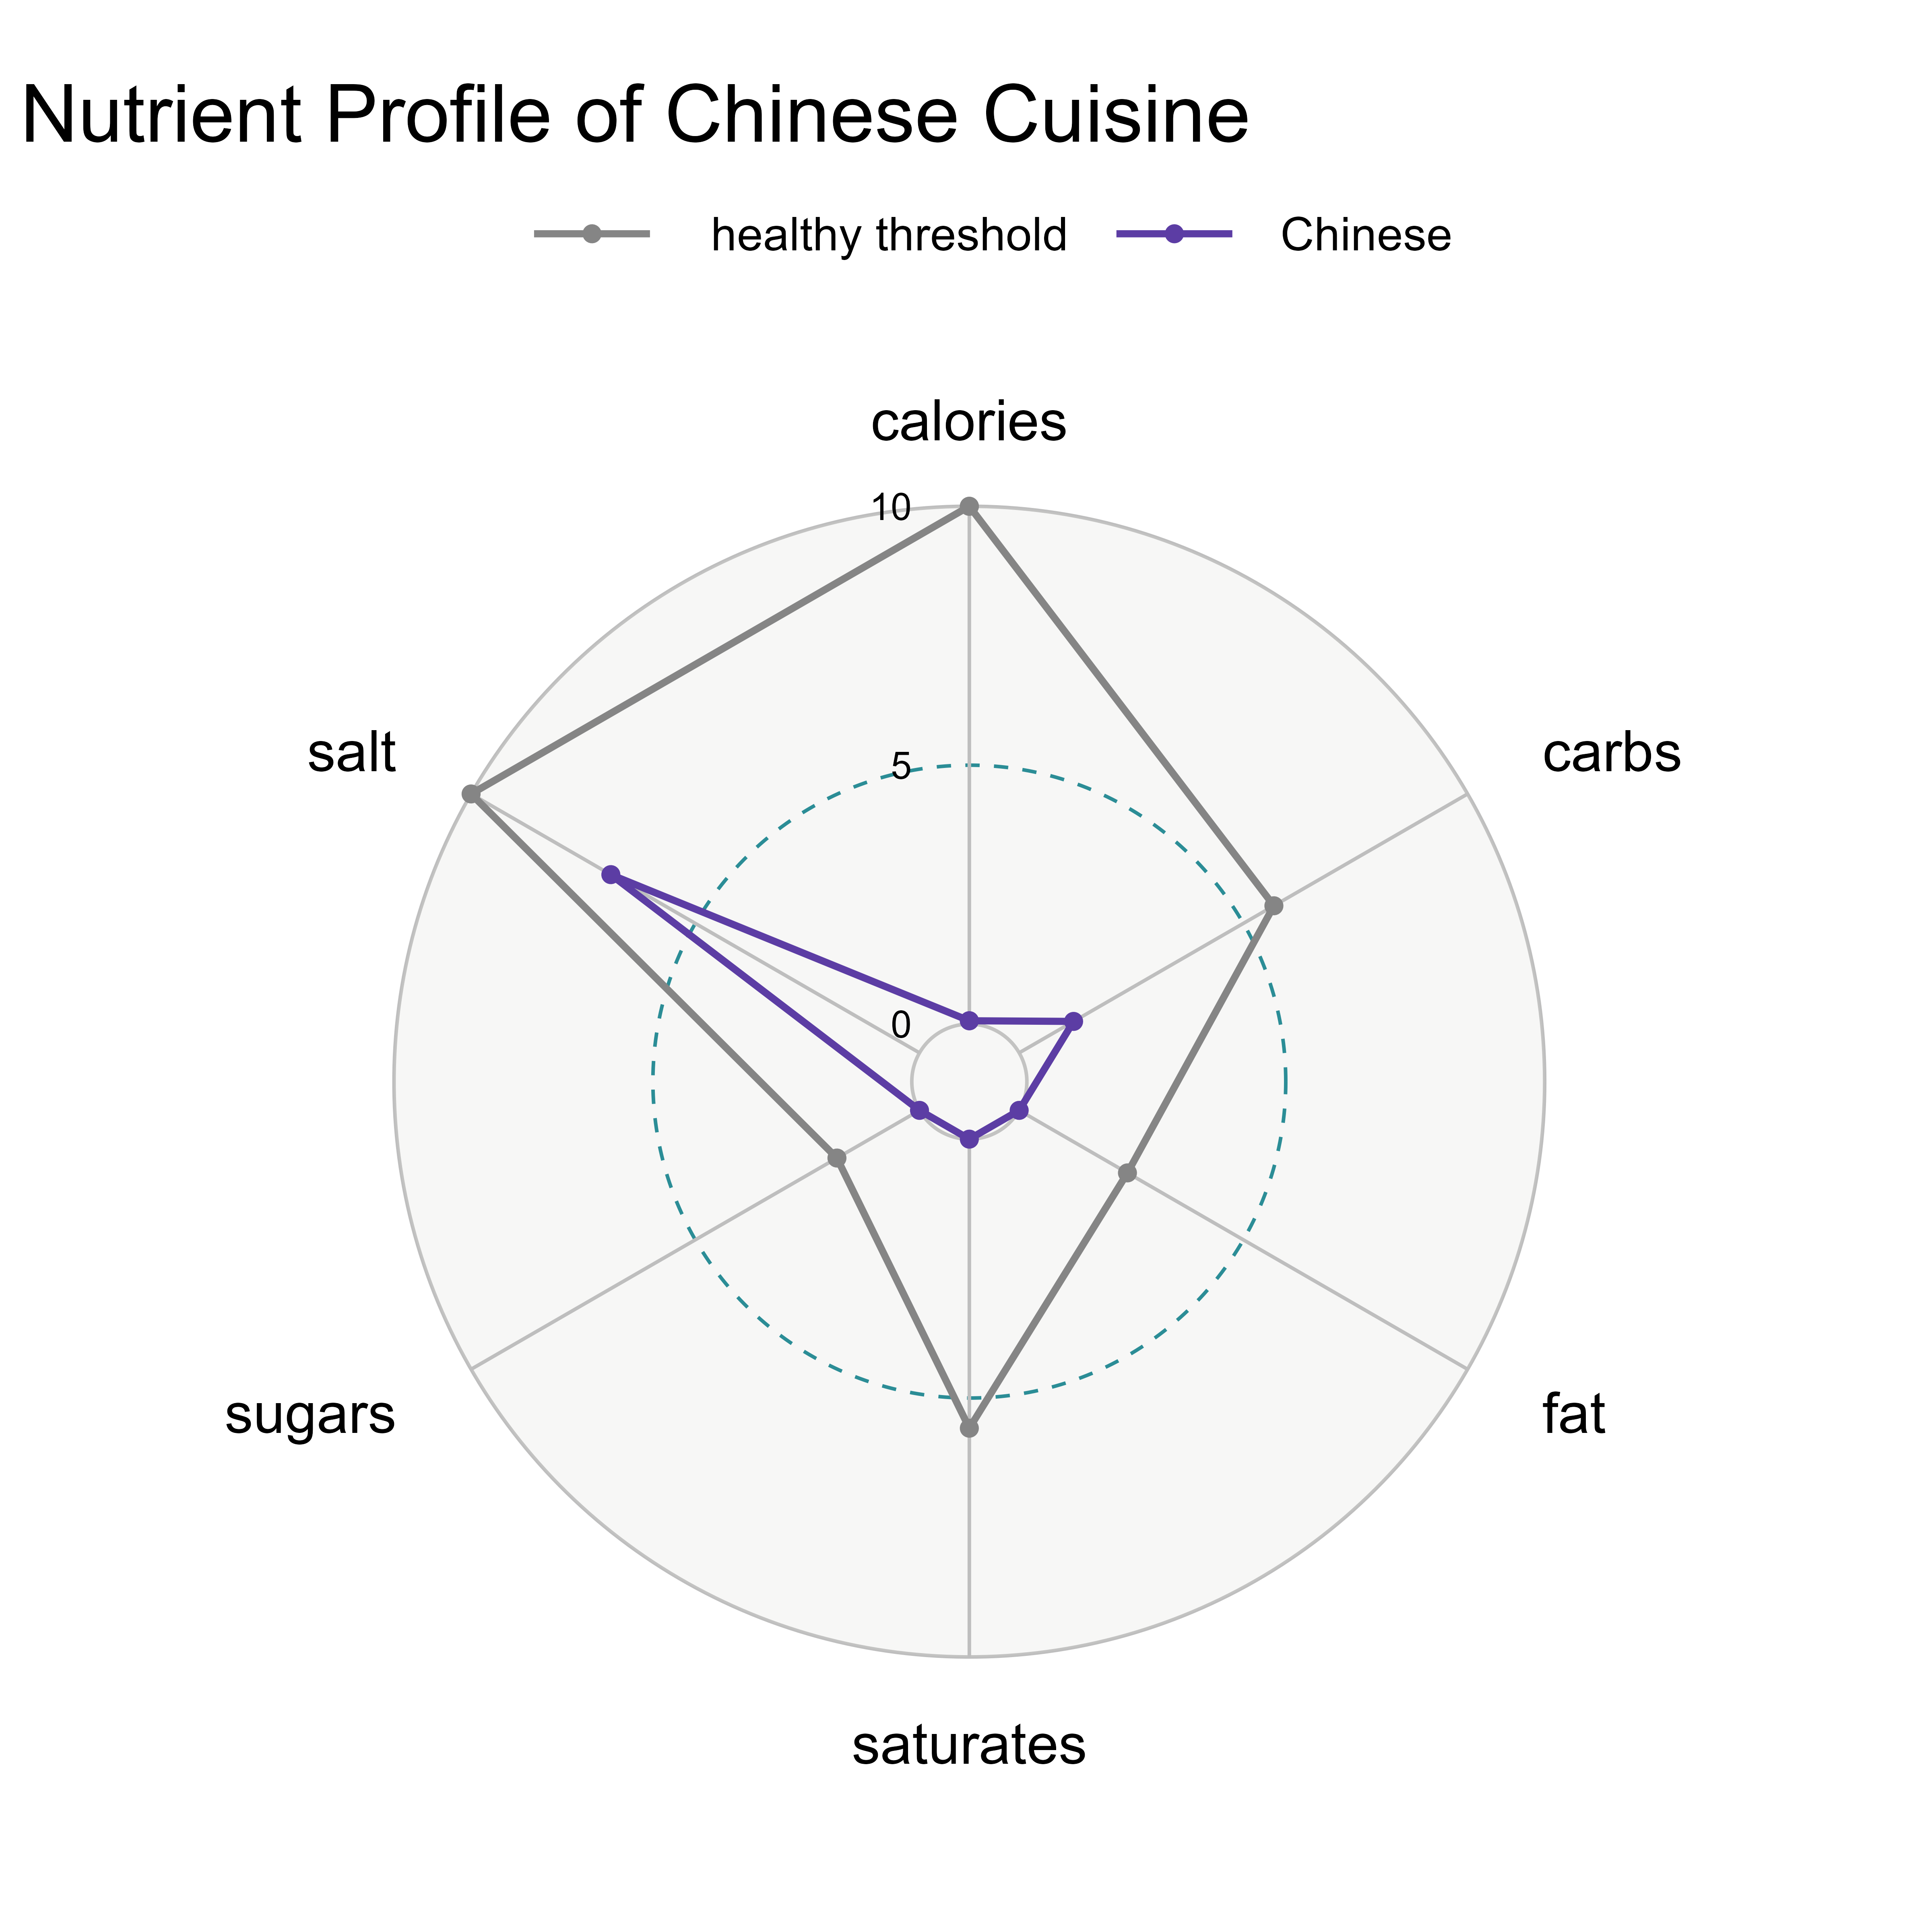 Nutrient Profile of Chinese Cuisine
healthy threshold Chinese
calories
10
salt
carbs
5
0
sugars
fat
saturates